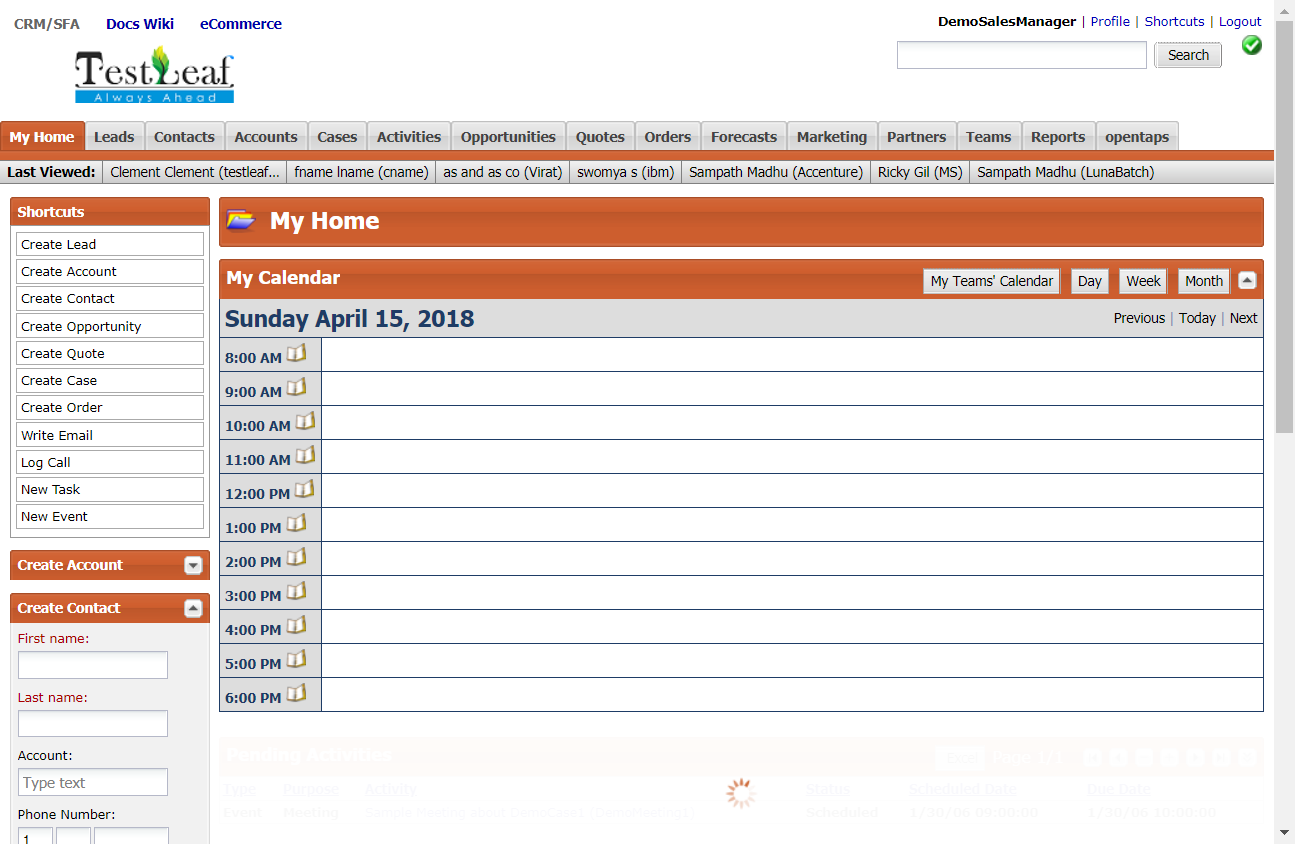 CRM/SFA Docs Wiki eCommerce
DemoSalesManager | Profile | Shortcuts | Logout
Search
TestLeaf
Always Ahead
My Home Leads Contacts Accounts Cases Activities Opportunities Quotes Orders Forecasts Marketing Partners Teams Reports opentaps
Last Viewed: Clement Clement (testleaf... fname lname (cname) as and as co (Virat) swomya s (ibm) Sampath Madhu (Accenture) Ricky Gil (MS) Sampath Madhu (LunaBatch)
Shortcuts
Create Lead
Create Account
Create Contact
Create Opportunity
Create Quote
Create Case
Create Order
Write Email
Log Call
New Task
New Event
Create Account
Create Contact
First name:
Last name:
Account:
Type text
Phone Number:
1
My Home
My Calendar
My Teams' Calendar Day Week Month
Sunday April 15, 2018
Previous | Today | Next
8:00 AM
9:00 AM
10:00 AM
11:00 AM
12:00 PM
1:00 PM
2:00 PM
3:00 PM
4:00 PM
5:00 PM
6:00 PM
Pending Activities
Type Purpose Activity Status Scheduled Date Due Date
Event Meeting Sample Meeting about DemoCase1 Scheduled 1/30/06 09:00:00 1/30/06 10:00:00